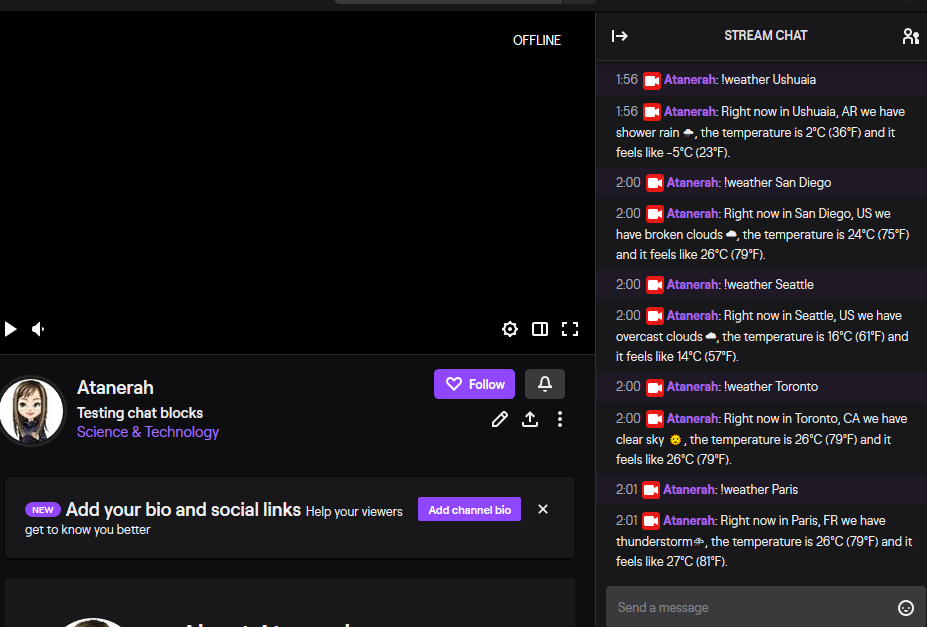 OFFLINE
Atanerah
Testing chat blocks
Science & Technology
Follow
NEW Add your bio and social links Help your viewers
get to know you better
Add channel bio
STREAM CHAT
1:56 Atanerah: !weather Ushuaia
1:56 Atanerah: Right now in Ushuaia, AR we have
shower rain 🌧, the temperature is 2°C (36°F) and it
feels like -5°C (23°F).
2:00 Atanerah: !weather San Diego
2:00 Atanerah: Right now in San Diego, US we
have broken clouds ☁, the temperature is 24°C (75°F)
and it feels like 26°C (79°F).
2:00 Atanerah: !weather Seattle
2:00 Atanerah: Right now in Seattle, US we have
overcast clouds ☁, the temperature is 16°C (61°F) and
it feels like 14°C (57°F).
2:00 Atanerah: !weather Toronto
2:00 Atanerah: Right now in Toronto, CA we have
clear sky 🌞, the temperature is 26°C (79°F) and it
feels like 26°C (79°F).
2:01 Atanerah: !weather Paris
2:01 Atanerah: Right now in Paris, FR we have
thunderstorm🌩, the temperature is 26°C (79°F) and it
feels like 27°C (81°F).
Send a message